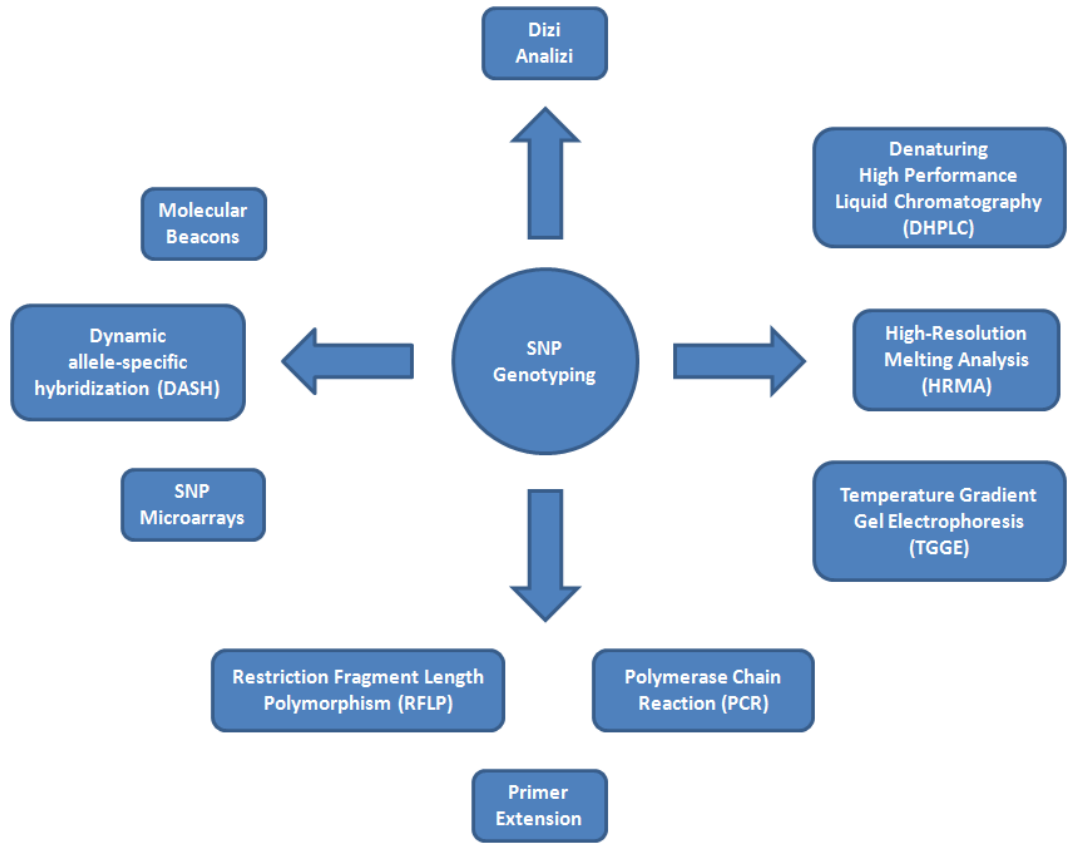 Dizi
Analizi
Denaturing
High Performance
Liquid Chromatography
(DHPLC)
Molecular
Beacons
Dynamic
allele-specific
hybridization (DASH)
SNP
Genotyping
High-Resolution
Melting Analysis
(HRMA)
SNP
Microarrays
Temperature Gradient
Gel Electrophoresis
(TGGE)
Restriction Fragment Length
Polymorphism (RFLP)
Polymerase Chain
Reaction (PCR)
Primer
Extension